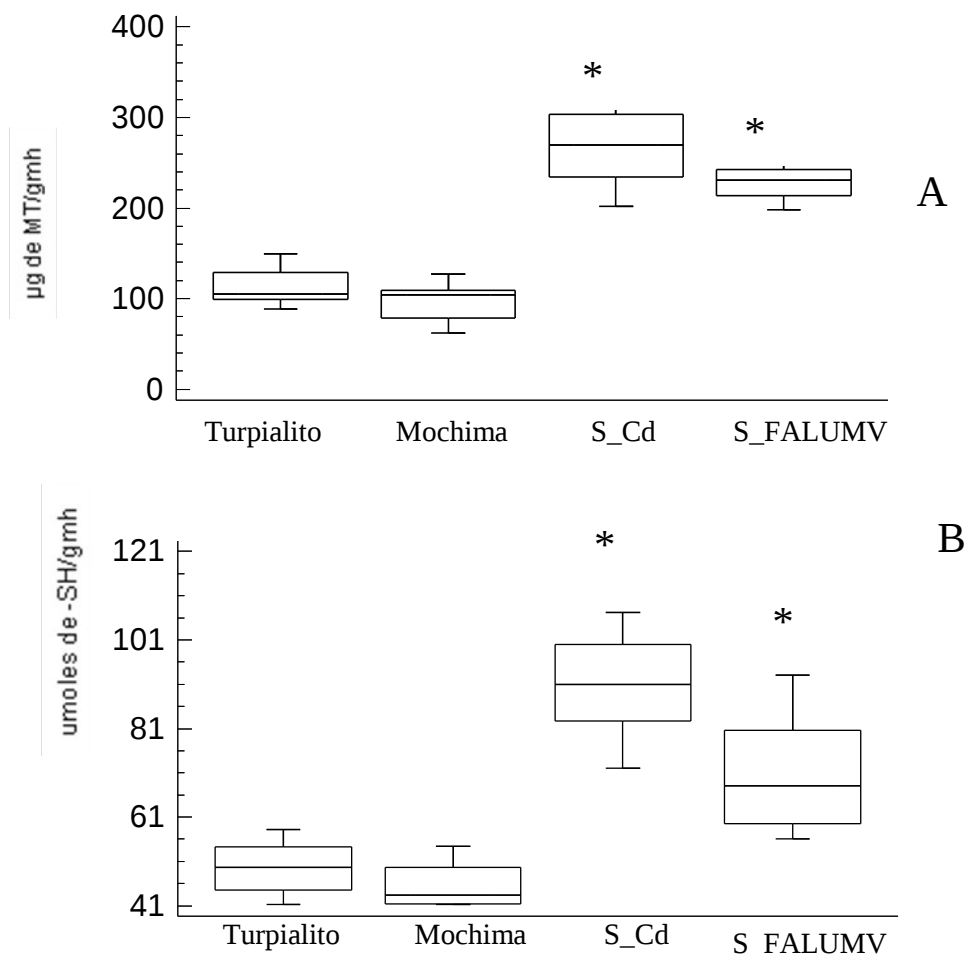 400
300
200
100
0
µg de MT/gmh
*
*
A
Turpialito Mochima S_Cd S_FALUMV
121
101
81
61
41
umoles de -SH/gmh
*
*
B
Turpialito Mochima S_Cd S_FALUMV